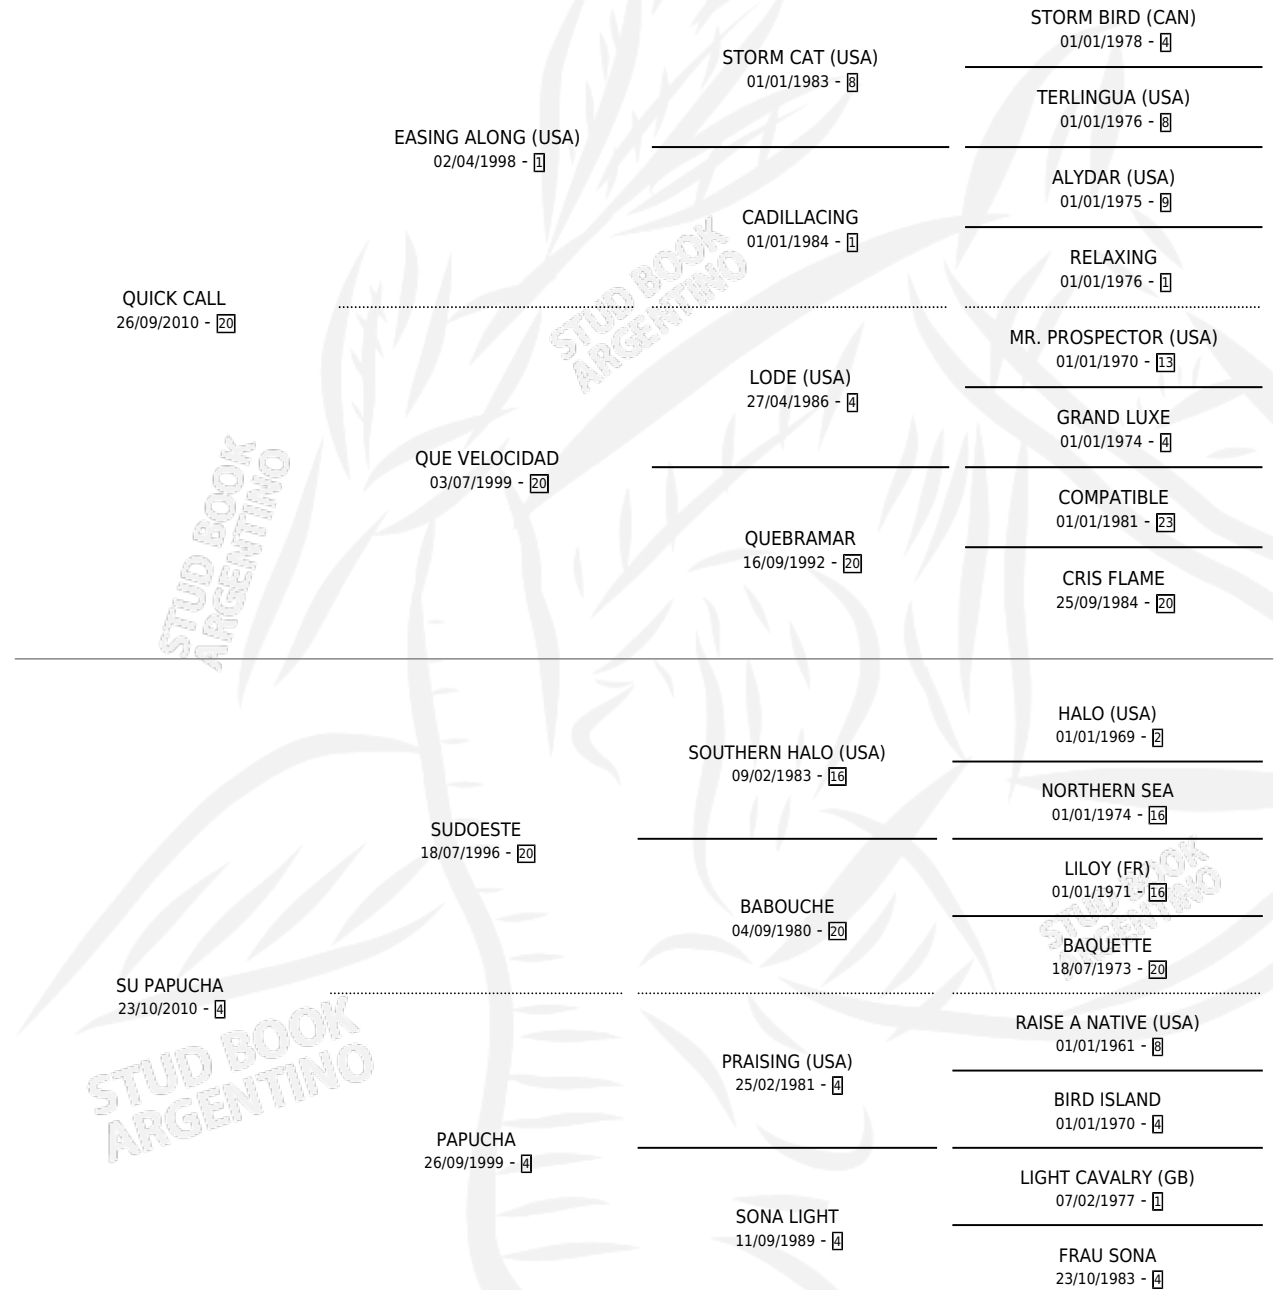 STORM BIRD (CAN)
01/01/1978 - 4
STORM CAT (USA)
01/01/1983 - 8
TERLINGUA (USA)
01/01/1976 - 8
EASING ALONG (USA)
02/04/1998 - 1
ALYDAR (USA)
01/01/1975 - 9
CADILLACING
01/01/1984 - 1
RELAXING
01/01/1976 - 1
QUICK CALL
26/09/2010 - 20
MR. PROSPECTOR (USA)
01/01/1970 - 13
LODE (USA)
27/04/1986 - 4
GRAND LUXE
01/01/1974 - 4
QUE VELOCIDAD
03/07/1999 - 20
COMPATIBLE
01/01/1981 - 23
QUEBRAMAR
16/09/1992 - 20
CRIS FLAME
25/09/1984 - 20
HALO (USA)
01/01/1969 - 2
SOUTHERN HALO (USA)
09/02/1983 - 16
NORTHERN SEA
01/01/1974 - 16
SUDOESTE
18/07/1996 - 20
LILOY (FR)
01/01/1971 - 16
BABOUCHE
04/09/1980 - 20
BAQUETTE
18/07/1973 - 20
SU PAPUCHA
23/10/2010 - 4
RAISE A NATIVE (USA)
01/01/1961 - 8
PRAISING (USA)
25/02/1981 - 4
BIRD ISLAND
01/01/1970 - 4
PAPUCHA
26/09/1999 - 4
LIGHT CAVALRY (GB)
07/02/1977 - 1
SONA LIGHT
11/09/1989 - 4
FRAU SONA
23/10/1983 - 4
STUD BOOK
ARGENTINO
STUD BOOK
ARGENTINO
STUD BOOK
ARGENTINO
STUD BOOK
ARGENTINO